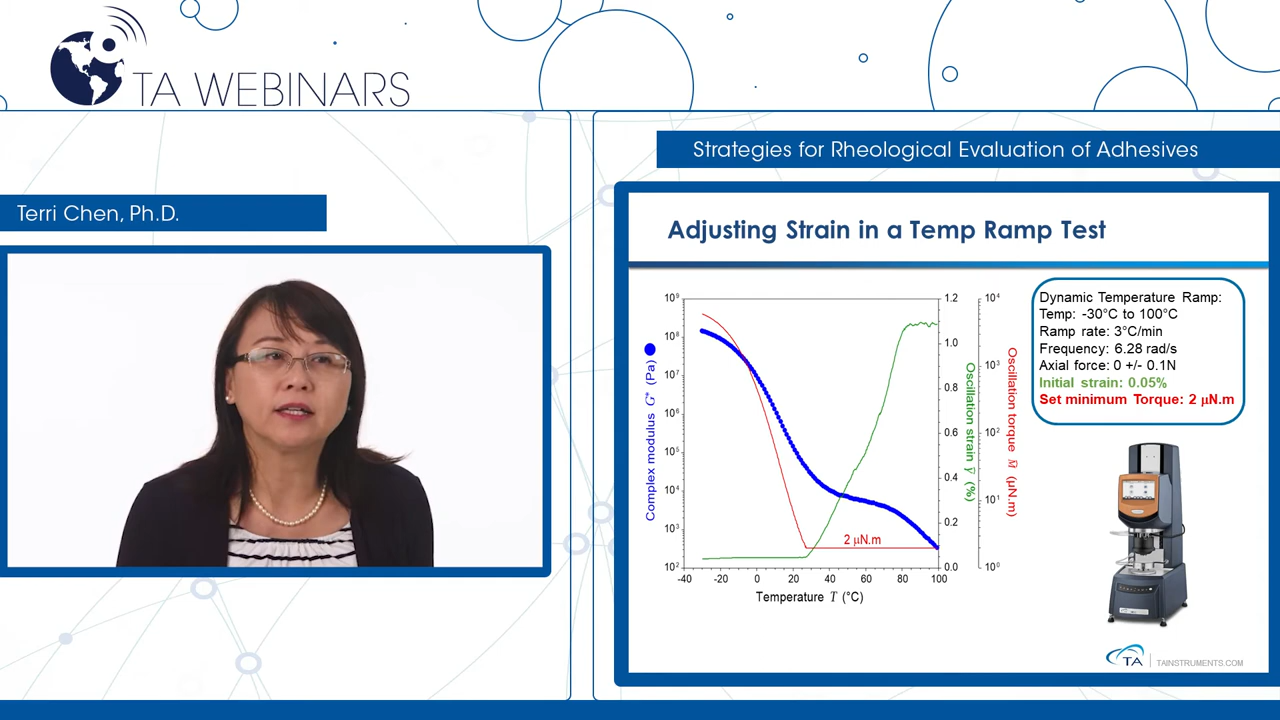 TA WEBINARS
Strategies for Rheological Evaluation of Adhesives
Terri Chen, Ph.D.
Adjusting Strain in a Temp Ramp Test
Dynamic Temperature Ramp:
Temp: -30°C to 100°C
Ramp rate: 3°C/min
Frequency: 6.28 rad/s
Axial force: 0 +/- 0.1N
Initial strain: 0.05%
Set minimum Torque: 2 μN.m
Complex modulus G* (Pa)
10⁹
10⁸
10⁷
10⁶
10⁵
10⁴
10³
10²
2 μN.m
1.2
1.0
0.8
0.6
0.4
0.2
0.0
Oscillation strain γ (%)
10⁴
10³
10²
10¹
10⁰
Oscillation torque M (μN.m)
-40 -20 0 20 40 60 80 100
Temperature T (°C)
TA TAINSTRUMENTS.COM